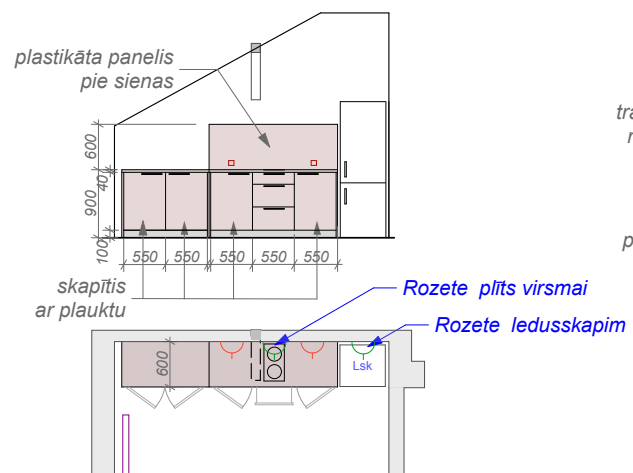 plastikāta panelis
pie sienas
600
40
900
100
550 550 550 550 550
skapītis
ar plauktu
Rozete plīts virsmai
Rozete ledusskapim
600
Lsk
tra
r
p